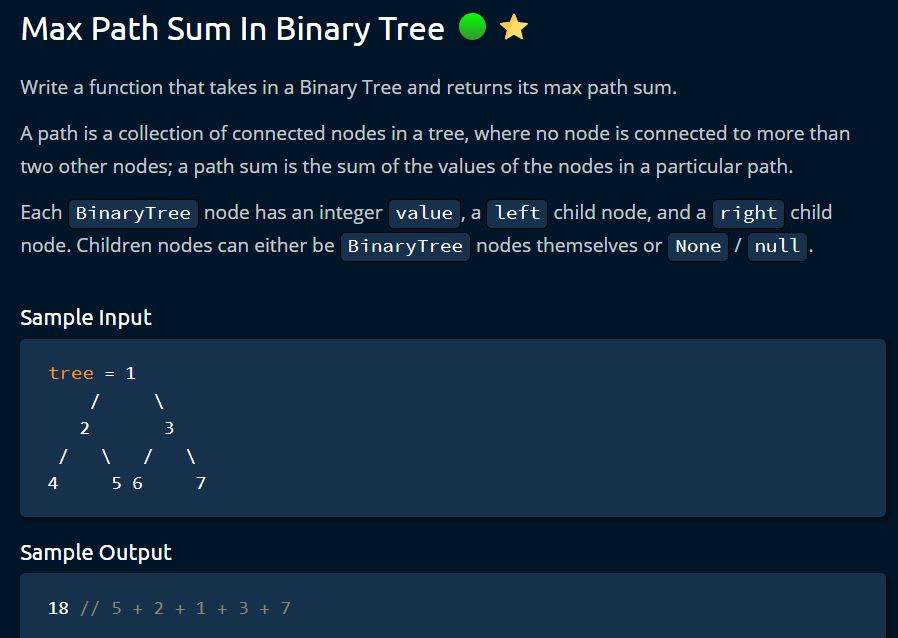 Max Path Sum In Binary Tree
Write a function that takes in a Binary Tree and returns its max path sum.
A path is a collection of connected nodes in a tree, where no node is connected to more than
two other nodes; a path sum is the sum of the values of the nodes in a particular path.
Each BinaryTree node has an integer value, a left child node, and a right child
node. Children nodes can either be BinaryTree nodes themselves or None / null.
Sample Input
tree = 1
    /     \
   2       3
 /   \   /   \
4     5 6     7
Sample Output
18 // 5 + 2 + 1 + 3 + 7